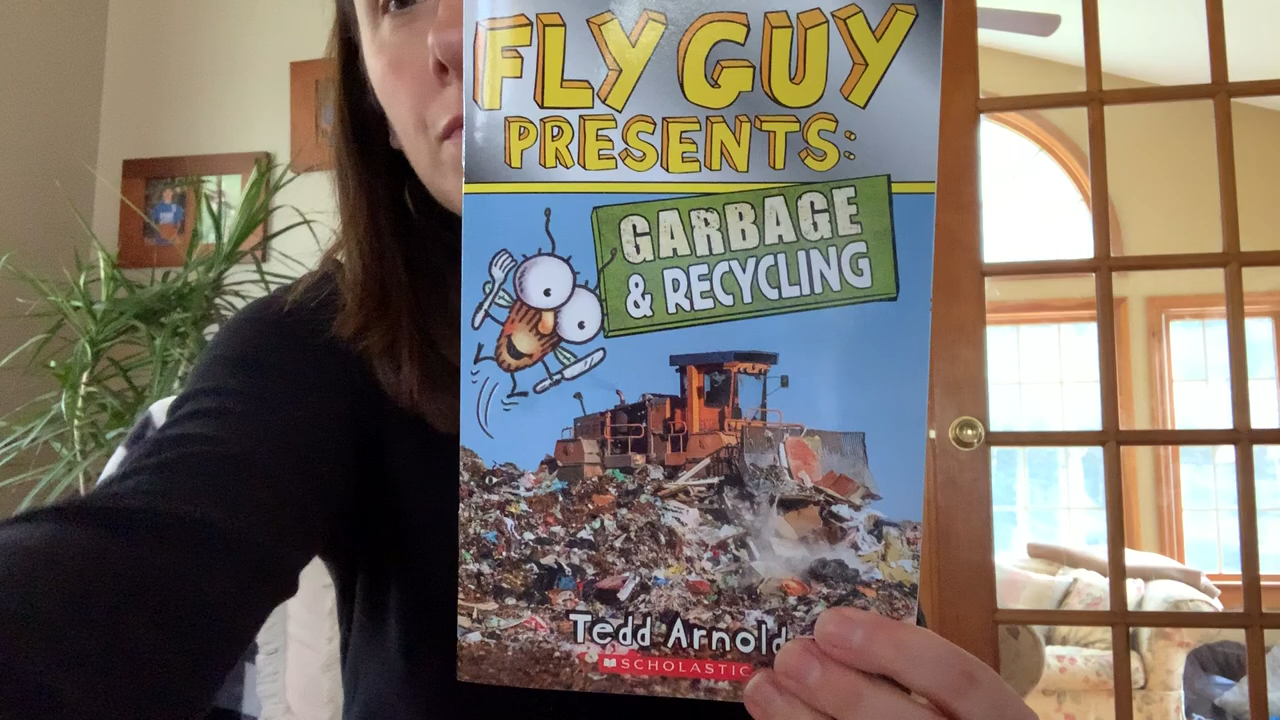 FLY GUY
PRESENTS:
GARBAGE
& RECYCLING
Tedd Arnold
SCHOLASTIC